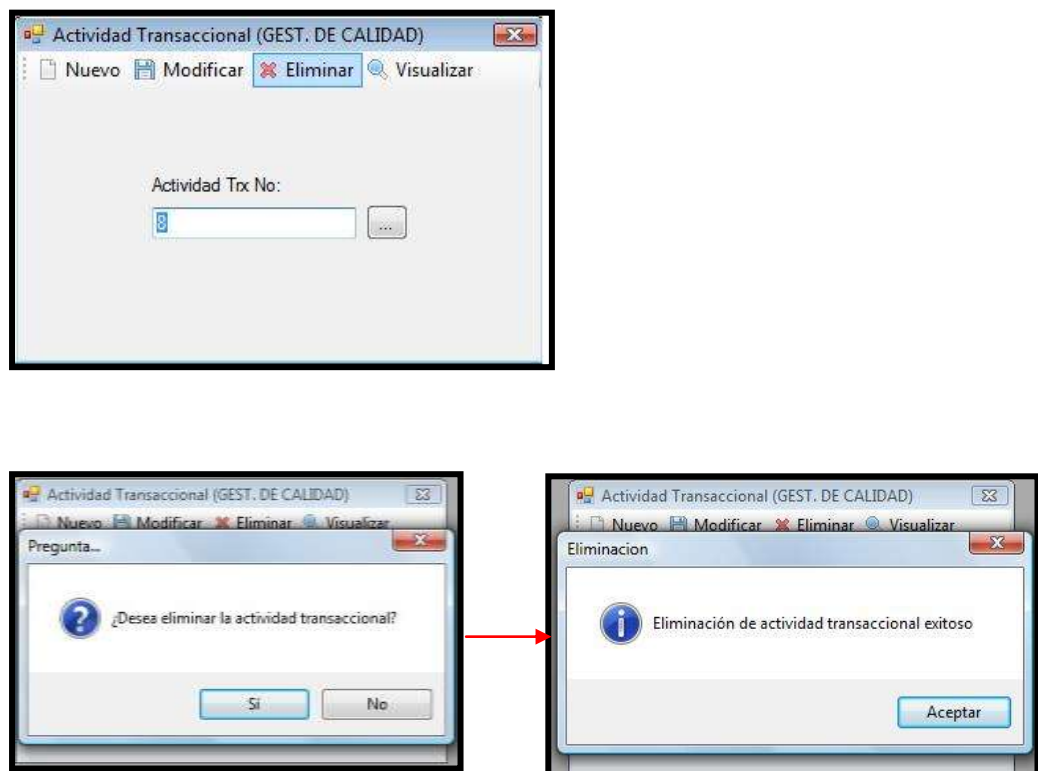 Actividad Transaccional (GEST. DE CALIDAD)
Nuevo Modificar Eliminar Visualizar
Actividad Trx No:
8
...
Actividad Transaccional (GEST. DE CALIDAD)
Nuevo Modificar Eliminar Visualizar
Pregunta...
¿Desea eliminar la actividad transaccional?
Sí No
Actividad Transaccional (GEST. DE CALIDAD)
Nuevo Modificar Eliminar Visualizar
Eliminacion
Eliminación de actividad transaccional exitoso
Aceptar